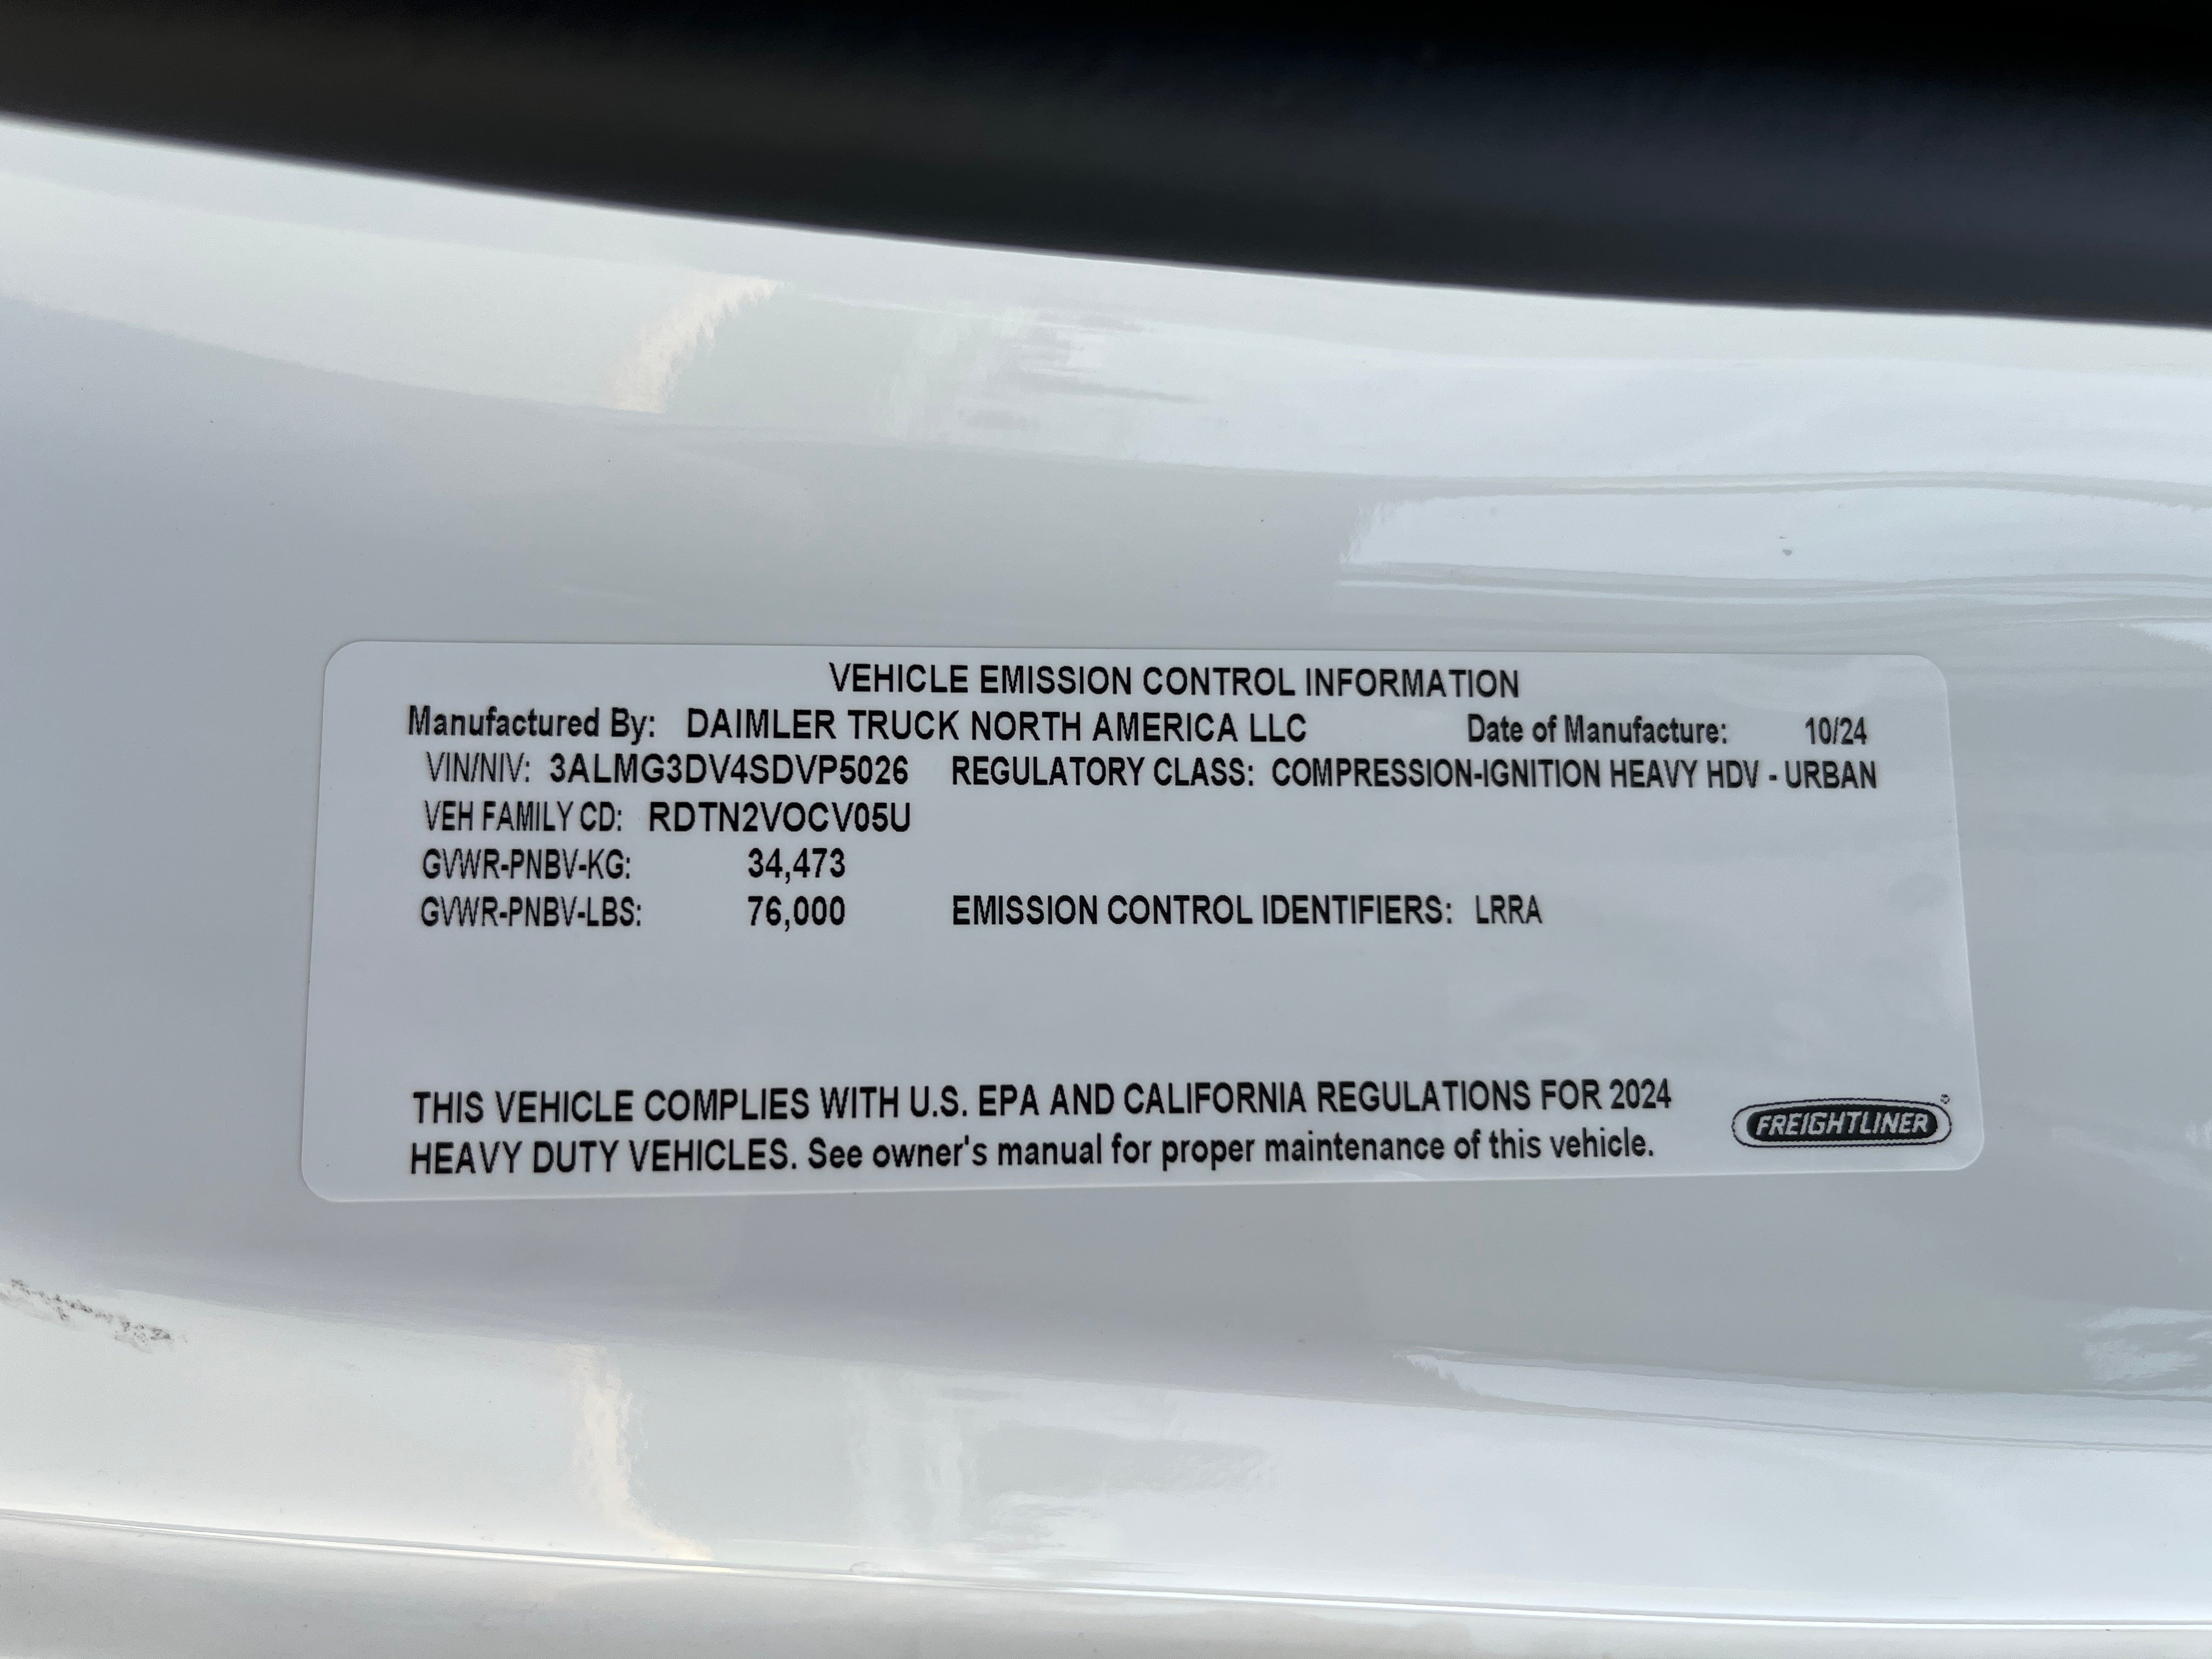 VEHICLE EMISSION CONTROL INFORMATION
Manufactured By: DAIMLER TRUCK NORTH AMERICA LLC Date of Manufacture: 10/24
VIN/NIV: 3ALMG3DV4SDVP5026 REGULATORY CLASS: COMPRESSION-IGNITION HEAVY HDV - URBAN
VEH FAMILY CD: RDTN2VOCV05U
GVWR-PNBV-KG: 34,473
GVWR-PNBV-LBS: 76,000 EMISSION CONTROL IDENTIFIERS: LRRA
THIS VEHICLE COMPLIES WITH U.S. EPA AND CALIFORNIA REGULATIONS FOR 2024
HEAVY DUTY VEHICLES. See owner's manual for proper maintenance of this vehicle.
FREIGHTLINER®